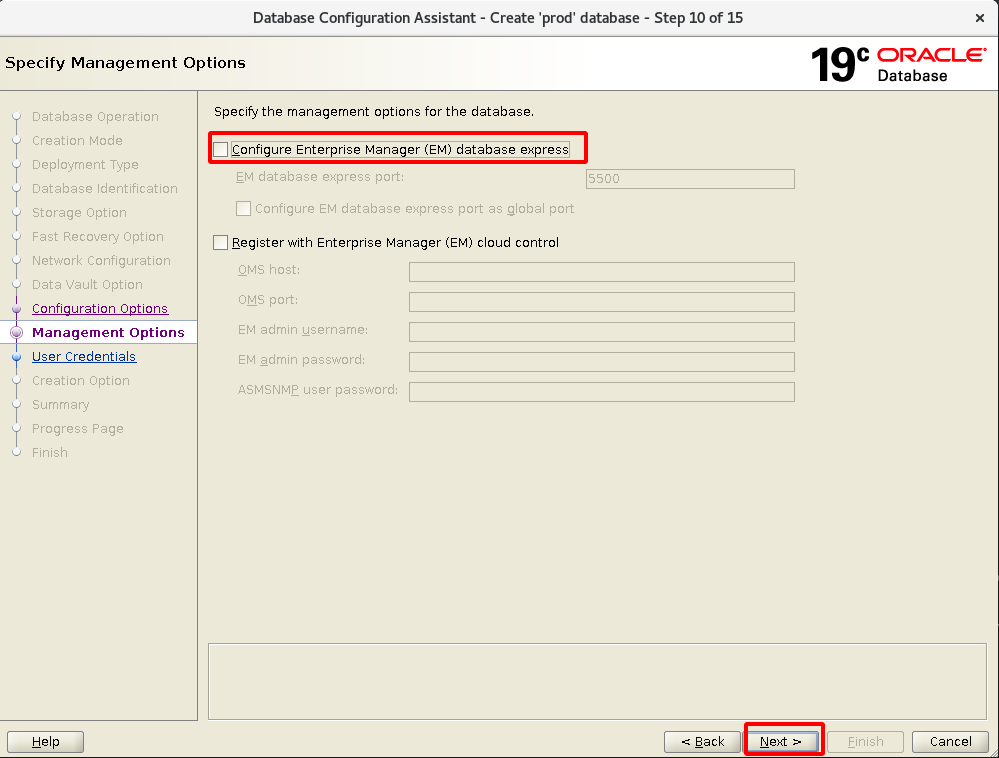 Database Configuration Assistant - Create 'prod' database - Step 10 of 15
×
Specify Management Options
19c ORACLE®
Database
Database Operation
Creation Mode
Deployment Type
Database Identification
Storage Option
Fast Recovery Option
Network Configuration
Data Vault Option
Configuration Options
Management Options
User Credentials
Creation Option
Summary
Progress Page
Finish
Specify the management options for the database.
Configure Enterprise Manager (EM) database express
EM database express port: 5500
Configure EM database express port as global port
Register with Enterprise Manager (EM) cloud control
OMS host:
OMS port:
EM admin username:
EM admin password:
ASMSNMP user password:
Help < Back Next > Finish Cancel